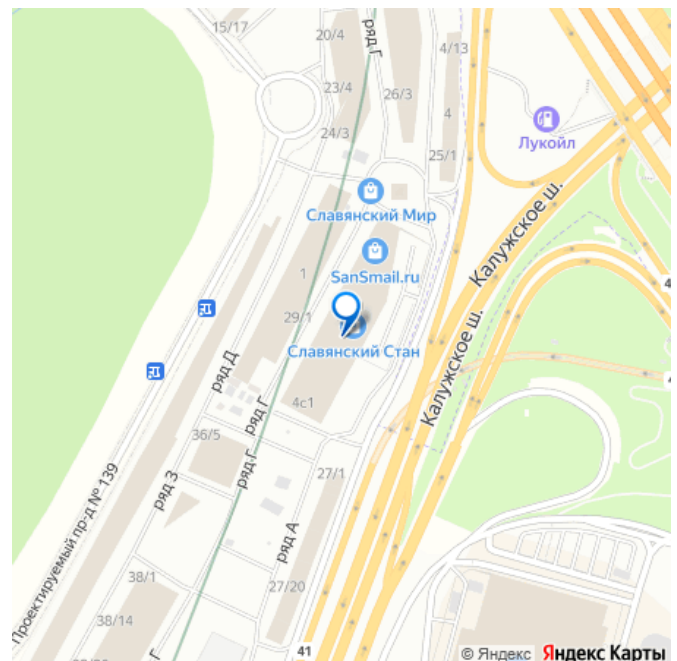 15/17
20/4
ряд Г
4/13
23/4
26/3
4
24/3
25/1
Лукойл
Славянский Мир
Калужское ш.
SanSmail.ru
1
29/1
Славянский Стан
Калужское ш.
ряд Д
4с1
ряд Г
36/5
27/1
ряд Г
ряд З
Проектируемый пр-д № 139
ряд А
38/1
27/20
38/14
41
© Яндекс Яндекс Карты